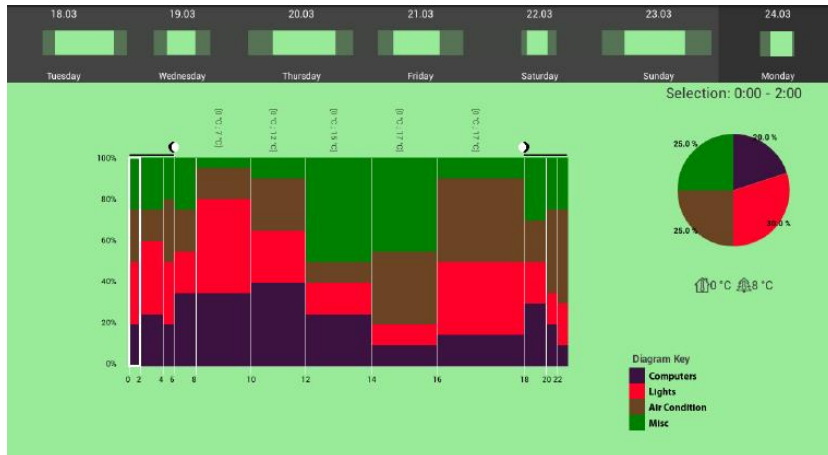 18.03 19.03 20.03 21.03 22.03 23.03 24.03
Tuesday Wednesday Thursday Friday Saturday Sunday Monday
Selection: 0:00 - 2:00
100%
80%
60%
40%
20%
0%
0 2 4 6 8 10 12 14 16 18 20 22
25.0 % 20.0 %
25.0 % 30.0 %
0 °C 8 °C
Diagram Key
Computers
Lights
Air Condition
Misc